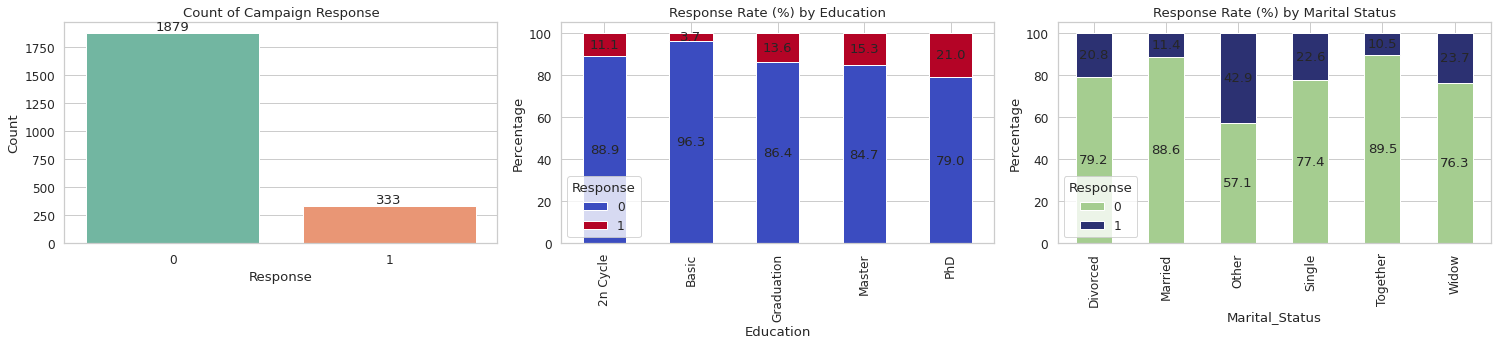 Count of Campaign Response
1879
333
1750
1500
1250
1000
750
500
250
0
Count
0 1
Response
Response Rate (%) by Education
11.1 3.7 13.6 15.3 21.0
88.9 96.3 86.4 84.7 79.0
100
80
60
40
20
0
Percentage
Response
0
1
2n Cycle
Basic
Graduation
Master
PhD
Education
Response Rate (%) by Marital Status
20.8 11.4 42.9 22.6 10.5 23.7
79.2 88.6 57.1 77.4 89.5 76.3
100
80
60
40
20
0
Percentage
Response
0
1
Divorced
Married
Other
Single
Together
Widow
Marital_Status